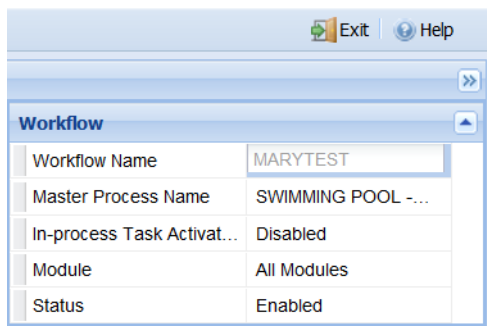 Exit Help
Workflow
Workflow Name MARYTEST
Master Process Name SWIMMING POOL -...
In-process Task Activat... Disabled
Module All Modules
Status Enabled